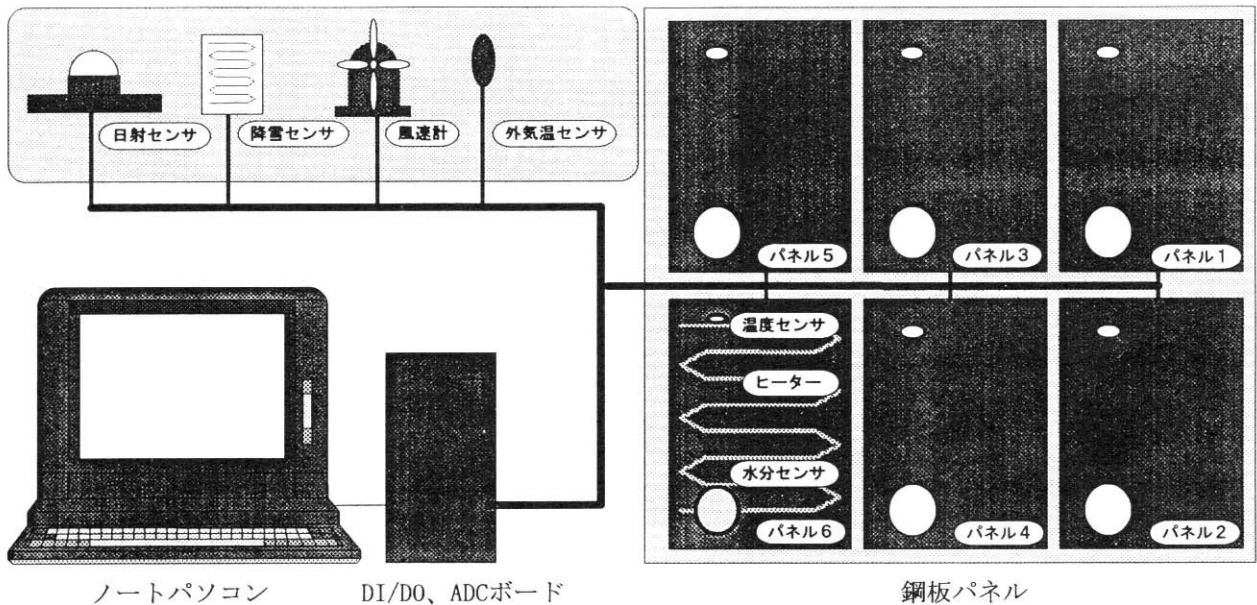 日射センサ
降雪センサ
風速計
外気温センサ
パネル5
パネル3
パネル1
温度センサ
ヒーター
水分センサ
パネル6
パネル4
パネル2
ノートパソコン
DI/DO、ADCボード
鋼板パネル